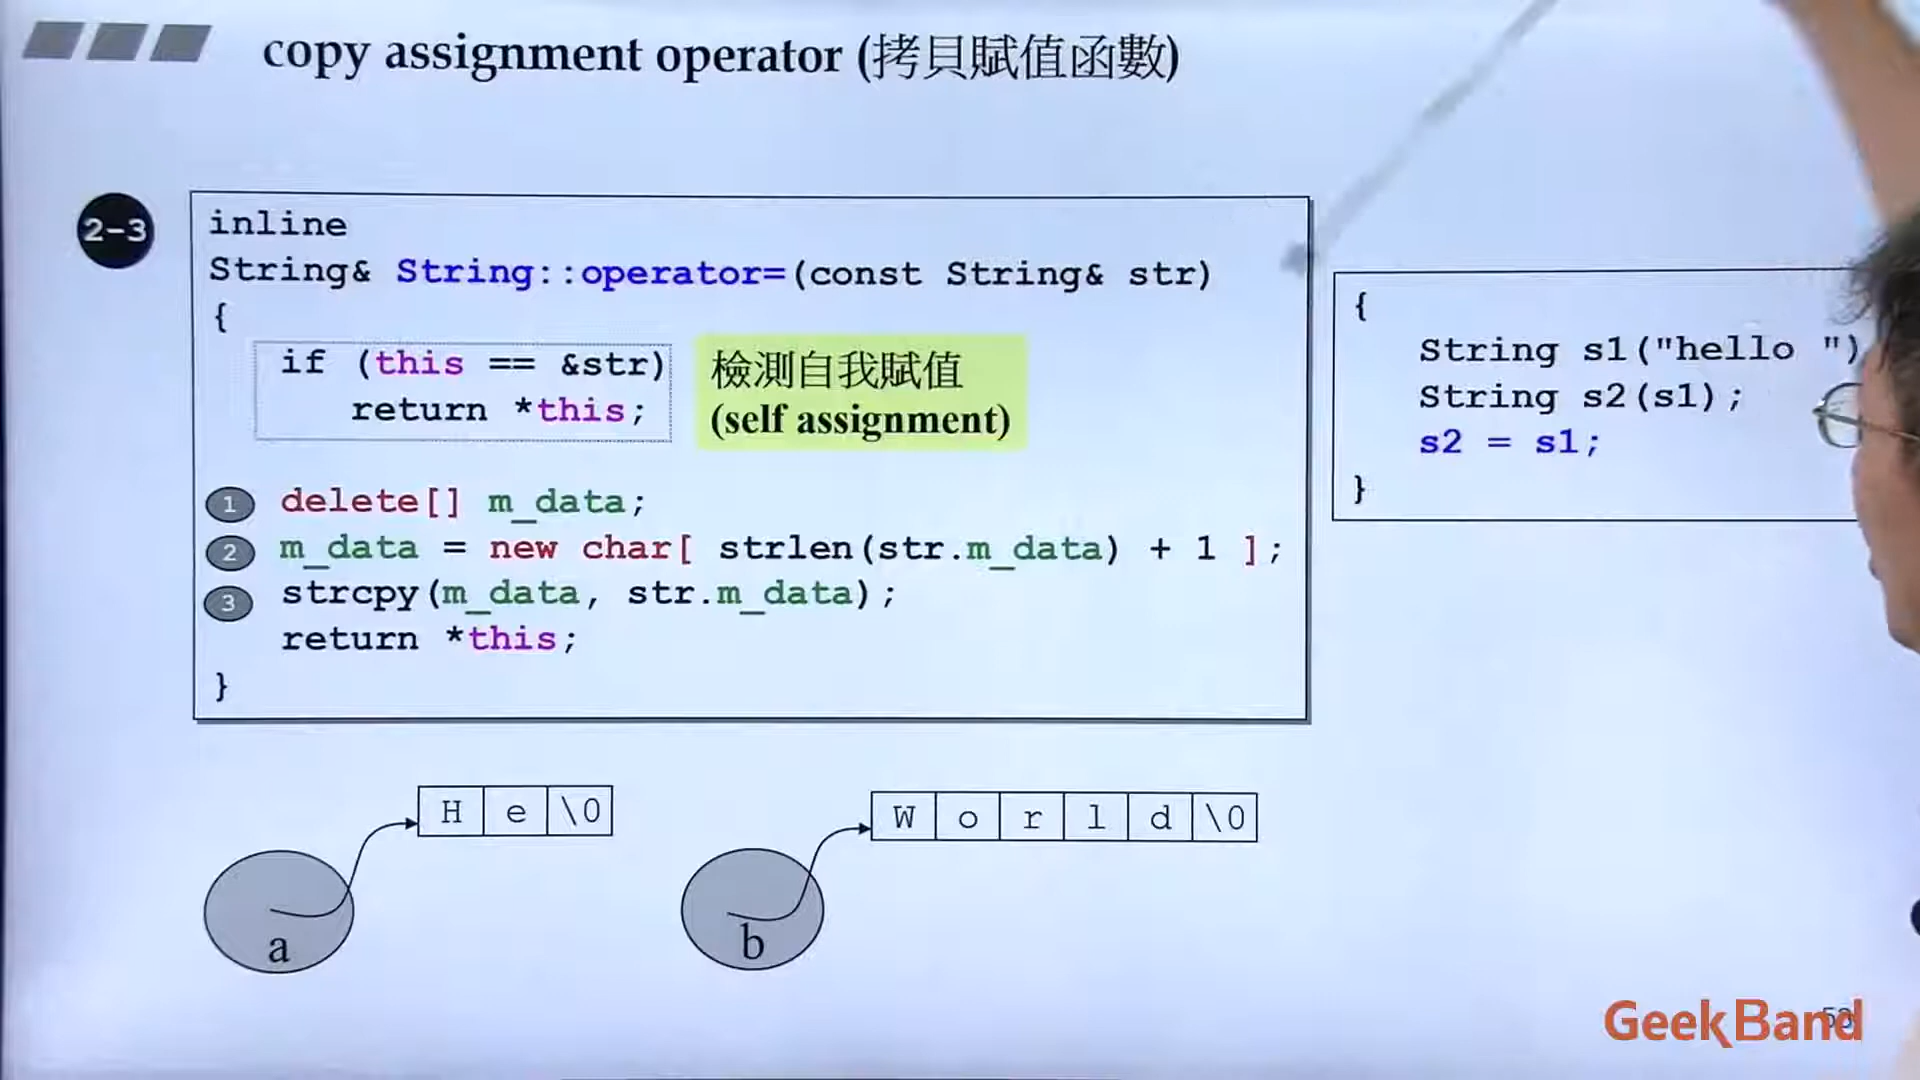 copy assignment operator (拷貝賦值函數)
2-3
inline
String& String::operator=(const String& str)
{
if (this == &str)
return *this;
檢測自我賦值
(self assignment)
1 delete[] m_data;
2 m_data = new char[ strlen(str.m_data) + 1 ];
3 strcpy(m_data, str.m_data);
return *this;
}
{
String s1("hello ")
String s2(s1);
s2 = s1;
}
H e \0
W o r l d \0
a
b
GeekBand